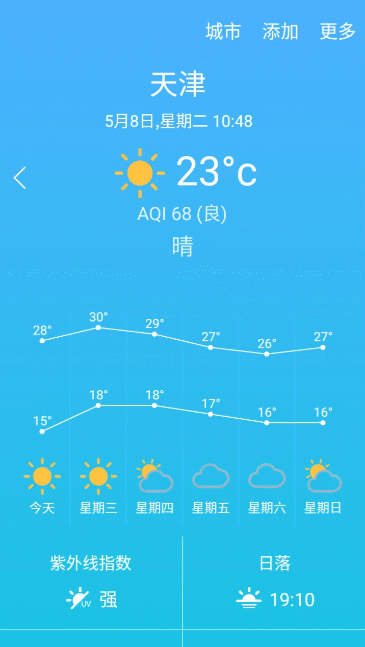 城市 添加 更多
天津
5月8日,星期二 10:48
23°c
AQI 68 (良)
晴
28° 30° 29° 27° 26° 27°
15° 18° 18° 17° 16° 16°
今天 星期三 星期四 星期五 星期六 星期日
紫外线指数 日落
UV 强 19:10